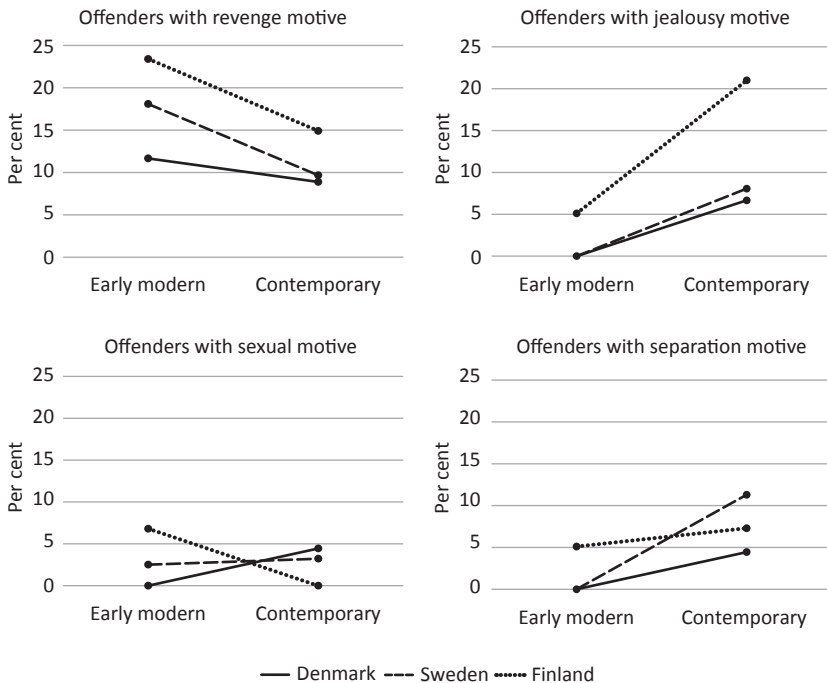 Offenders with revenge motive
25
20
15
10
5
0
Per cent
Early modern Contemporary
Offenders with jealousy motive
25
20
15
10
5
0
Per cent
Early modern Contemporary
Offenders with sexual motive
25
20
15
10
5
0
Per cent
Early modern Contemporary
Offenders with separation motive
25
20
15
10
5
0
Per cent
Early modern Contemporary
Denmark Sweden Finland